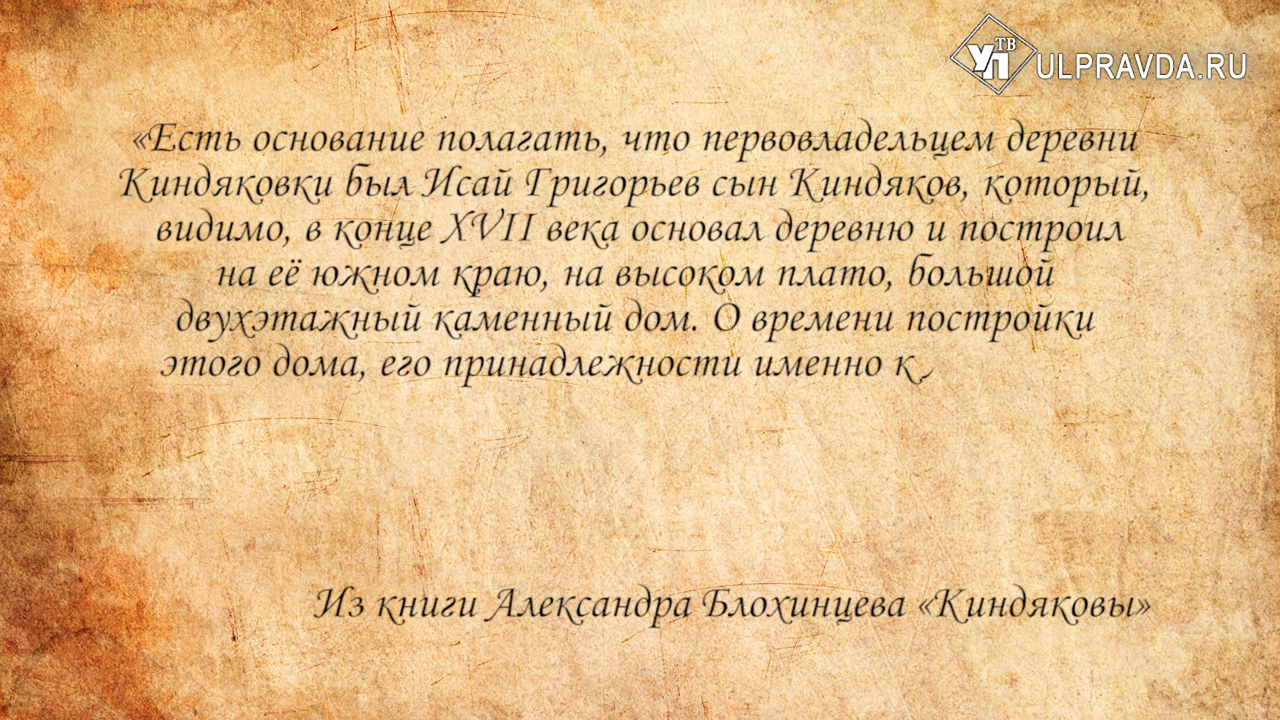 УП ТВ ULPRAVDA.RU
«Есть основание полагать, что первовладельцем деревни
Киндяковки был Исай Григорьев сын Киндяков, который,
видимо, в конце XVII века основал деревню и построил
на её южном краю, на высоком плато, большой
двухэтажный каменный дом. О времени постройки
этого дома, его принадлежности именно к
Из книги Александра Блохинцева «Киндяковы»